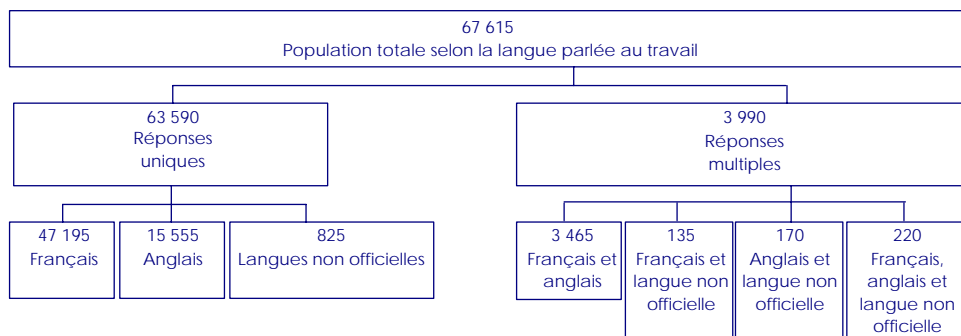 67 615
Population totale selon la langue parlée au travail
63 590
Réponses
uniques
3 990
Réponses
multiples
47 195
Français
15 555
Anglais
825
Langues non officielles
3 465
Français et
anglais
135
Français et
langue non
officielle
170
Anglais et
langue non
officielle
220
Français,
anglais et
langue non
officielle